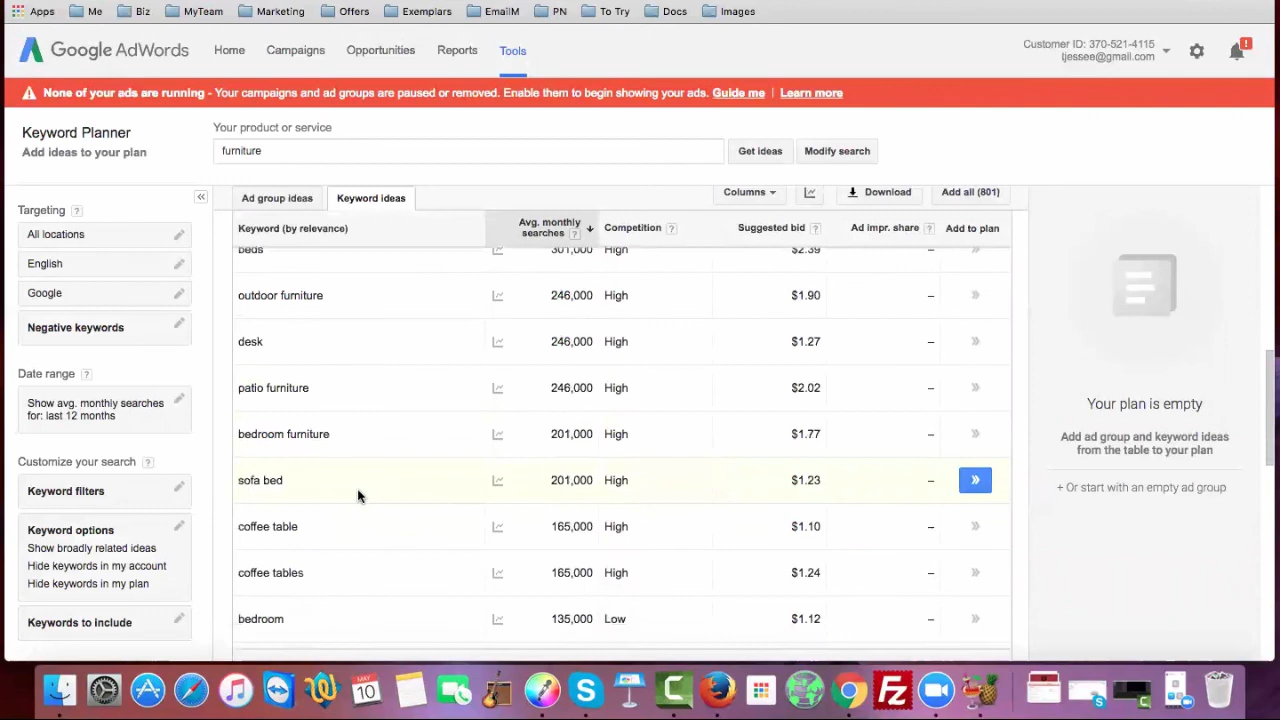 Apps Me Biz MyTeam Marketing Offers Exemplars EmailM PN To Try Docs Images
Google AdWords Home Campaigns Opportunities Reports Tools
Customer ID: 370-521-4115
tjessee@gmail.com
!
None of your ads are running - Your campaigns and ad groups are paused or removed. Enable them to begin showing your ads. Guide me | Learn more
Keyword Planner
Add ideas to your plan
Your product or service
furniture
Get ideas Modify search
Targeting ?
All locations
English
Google
Negative keywords
Date range ?
Show avg. monthly searches
for: last 12 months
Customize your search ?
Keyword filters
Keyword options
Show broadly related ideas
Hide keywords in my account
Hide keywords in my plan
Keywords to include
Ad group ideas Keyword ideas Columns Download Add all (801)
Keyword (by relevance) Avg. monthly searches ? Competition ? Suggested bid ? Ad impr. share ? Add to plan
beds 301,000 High $2.39 – »
outdoor furniture 246,000 High $1.90 – »
desk 246,000 High $1.27 – »
patio furniture 246,000 High $2.02 – »
bedroom furniture 201,000 High $1.77 – »
sofa bed 201,000 High $1.23 – »
coffee table 165,000 High $1.10 – »
coffee tables 165,000 High $1.24 – »
bedroom 135,000 Low $1.12 – »
Your plan is empty
Add ad group and keyword ideas
from the table to your plan
+ Or start with an empty ad group
MAY
10
S
C
Fz